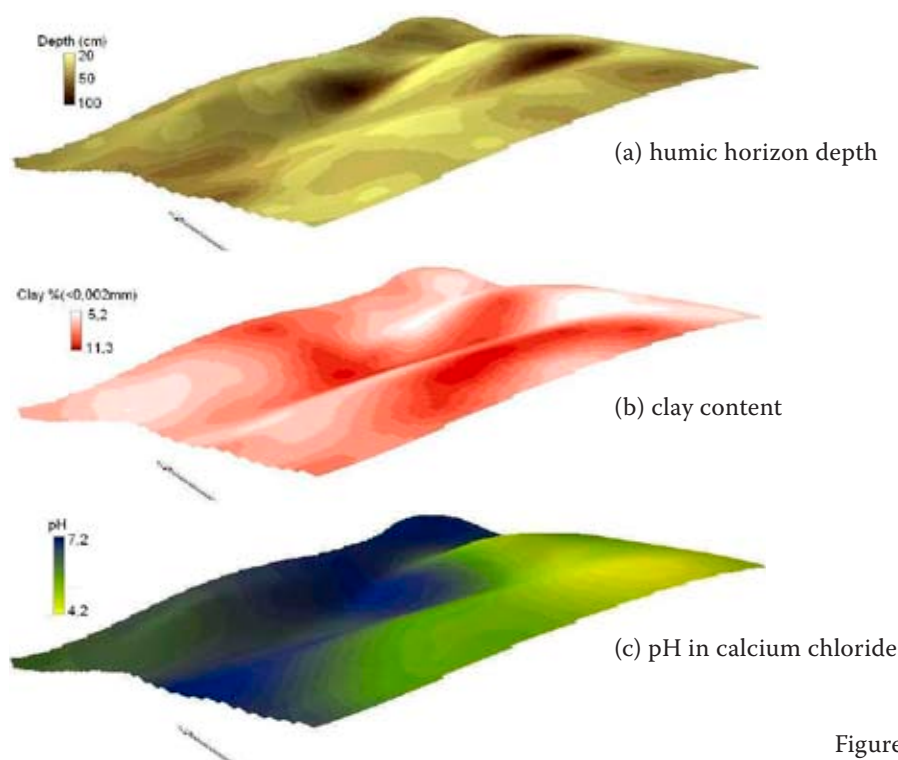 Depth (cm)
20
50
100
(a) humic horizon depth
Clay %(<0,002mm)
5,2
11,3
(b) clay content
pH
7,2
4,2
(c) pH in calcium chloride
Figure